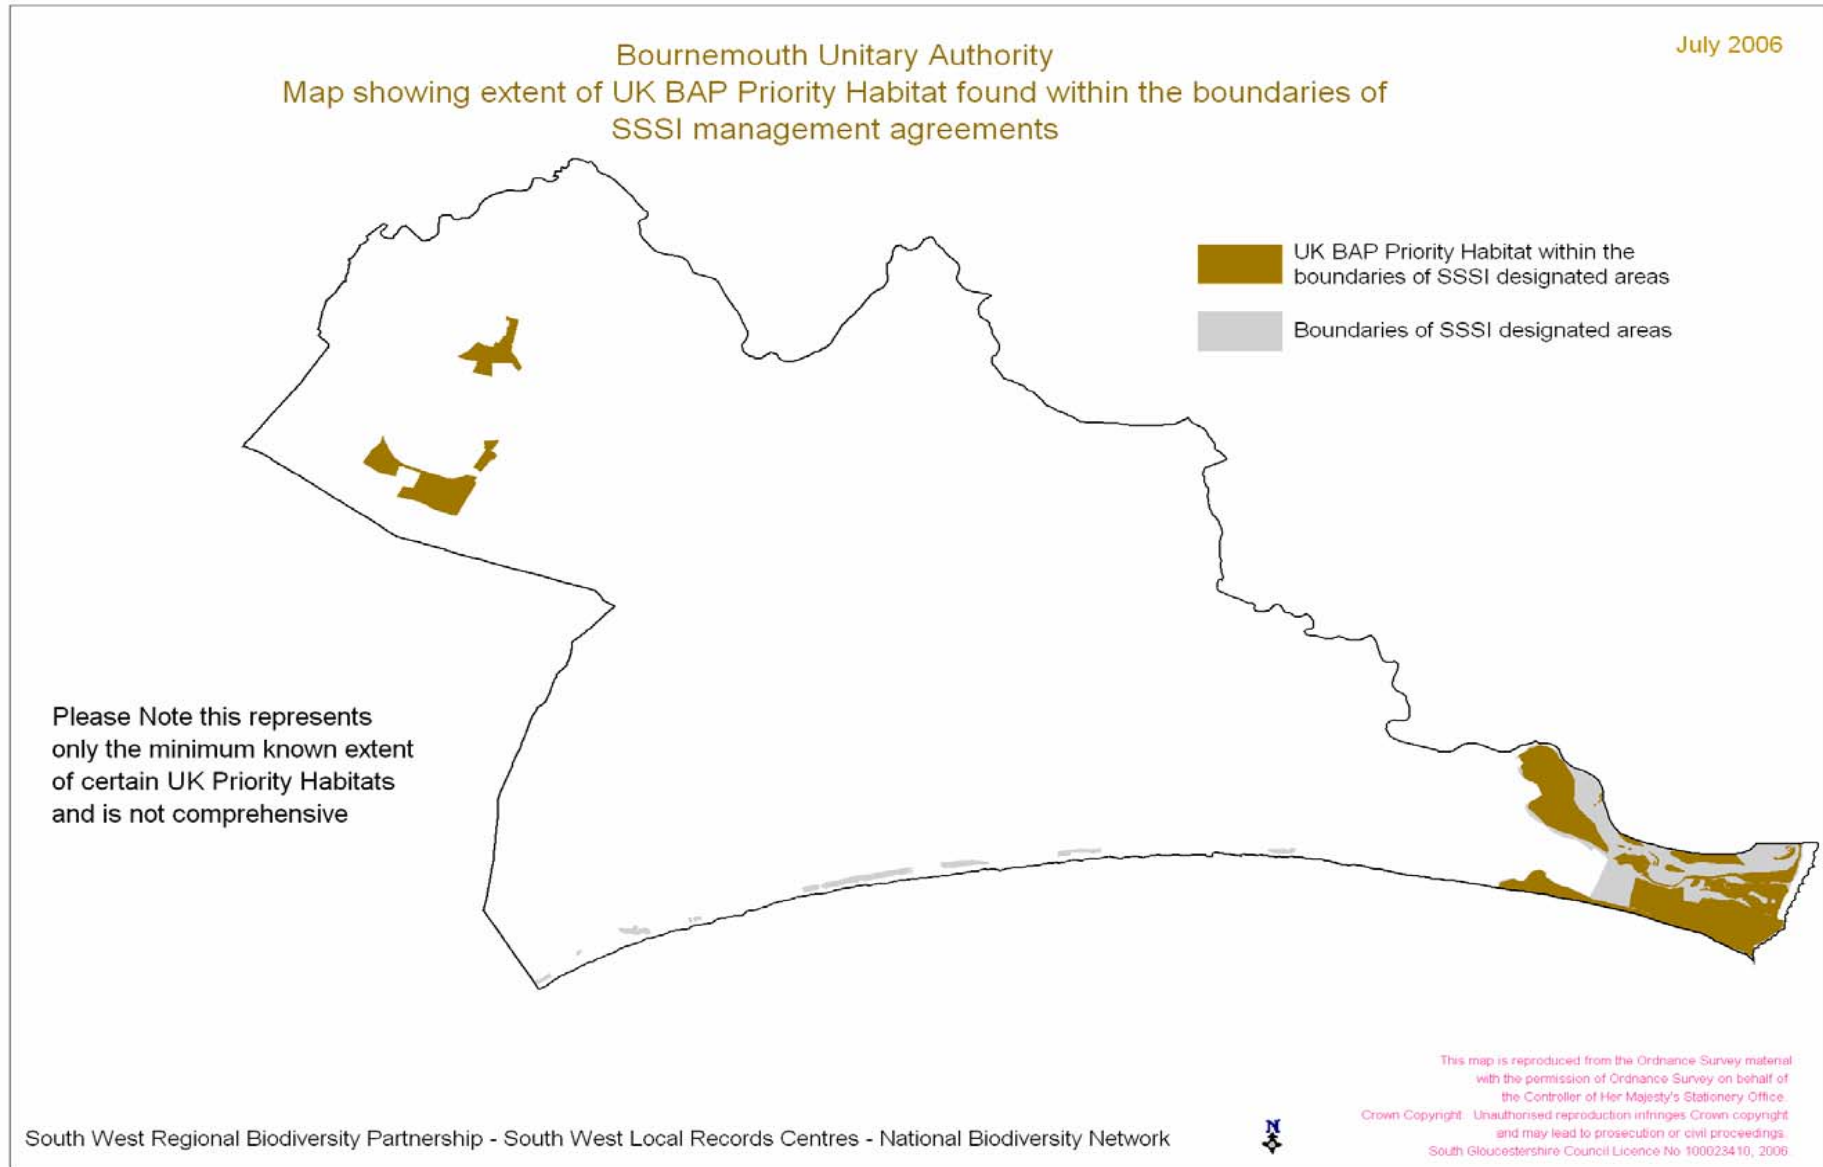 July 2006
Bournemouth Unitary Authority
Map showing extent of UK BAP Priority Habitat found within the boundaries of
SSSI management agreements
UK BAP Priority Habitat within the
boundaries of SSSI designated areas
Boundaries of SSSI designated areas
Please Note this represents
only the minimum known extent
of certain UK Priority Habitats
and is not comprehensive
This map is reproduced from the Ordnance Survey material
with the permission of Ordnance Survey on behalf of
the Controller of Her Majesty's Stationery Office.
Crown Copyright. Unauthorised reproduction infringes Crown copyright
and may lead to prosecution or civil proceedings.
South Gloucestershire Council Licence No 100023410, 2006.
N
South West Regional Biodiversity Partnership - South West Local Records Centres - National Biodiversity Network